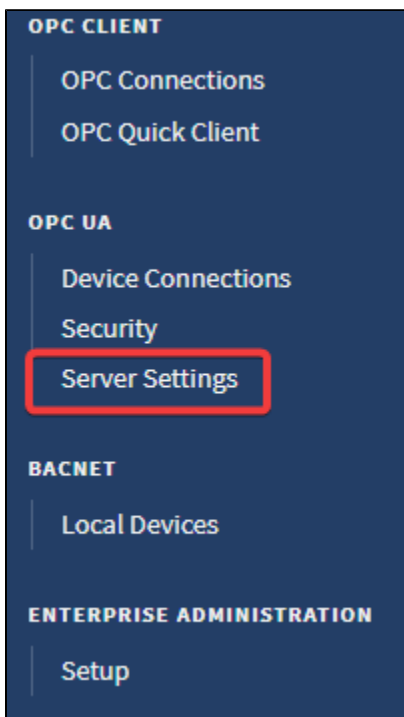 OPC CLIENT
OPC Connections
OPC Quick Client
OPC UA
Device Connections
Security
Server Settings
BACNET
Local Devices
ENTERPRISE ADMINISTRATION
Setup